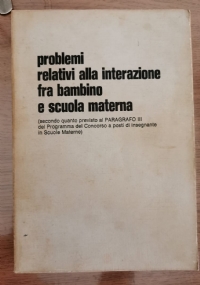 problemi
relativi alla interazione
fra bambino
e scuola materna
(secondo quanto previsto al PARAGRAFO III
del Programma del Concorso a posti di insegnante
in Scuole Materne)